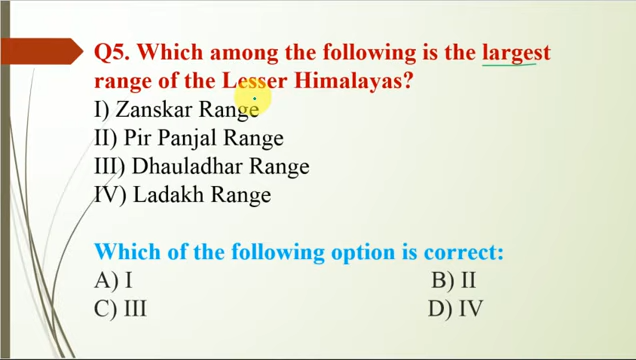 Q5. Which among the following is the largest
range of the Lesser Himalayas?
I) Zanskar Range
II) Pir Panjal Range
III) Dhauladhar Range
IV) Ladakh Range
Which of the following option is correct:
A) I B) II
C) III D) IV